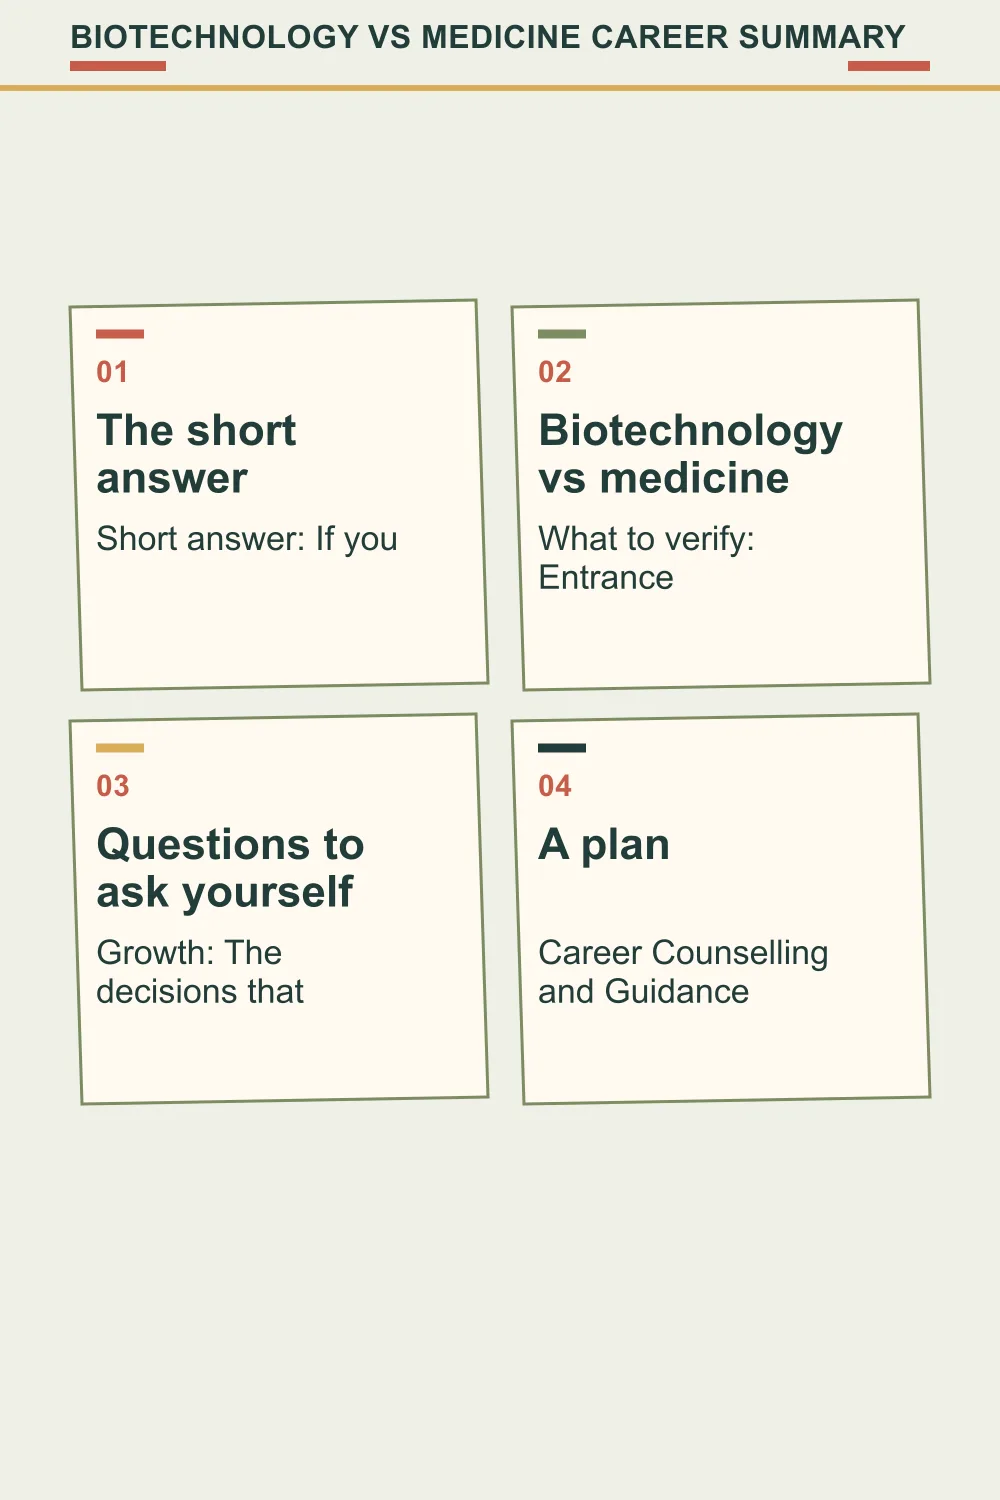 BIOTECHNOLOGY VS MEDICINE CAREER SUMMARY
01
The short
answer
Short answer: If you
02
Biotechnology
vs medicine
What to verify:
Entrance
03
Questions to
ask yourself
Growth: The
decisions that
04
A plan
Career Counselling
and Guidance